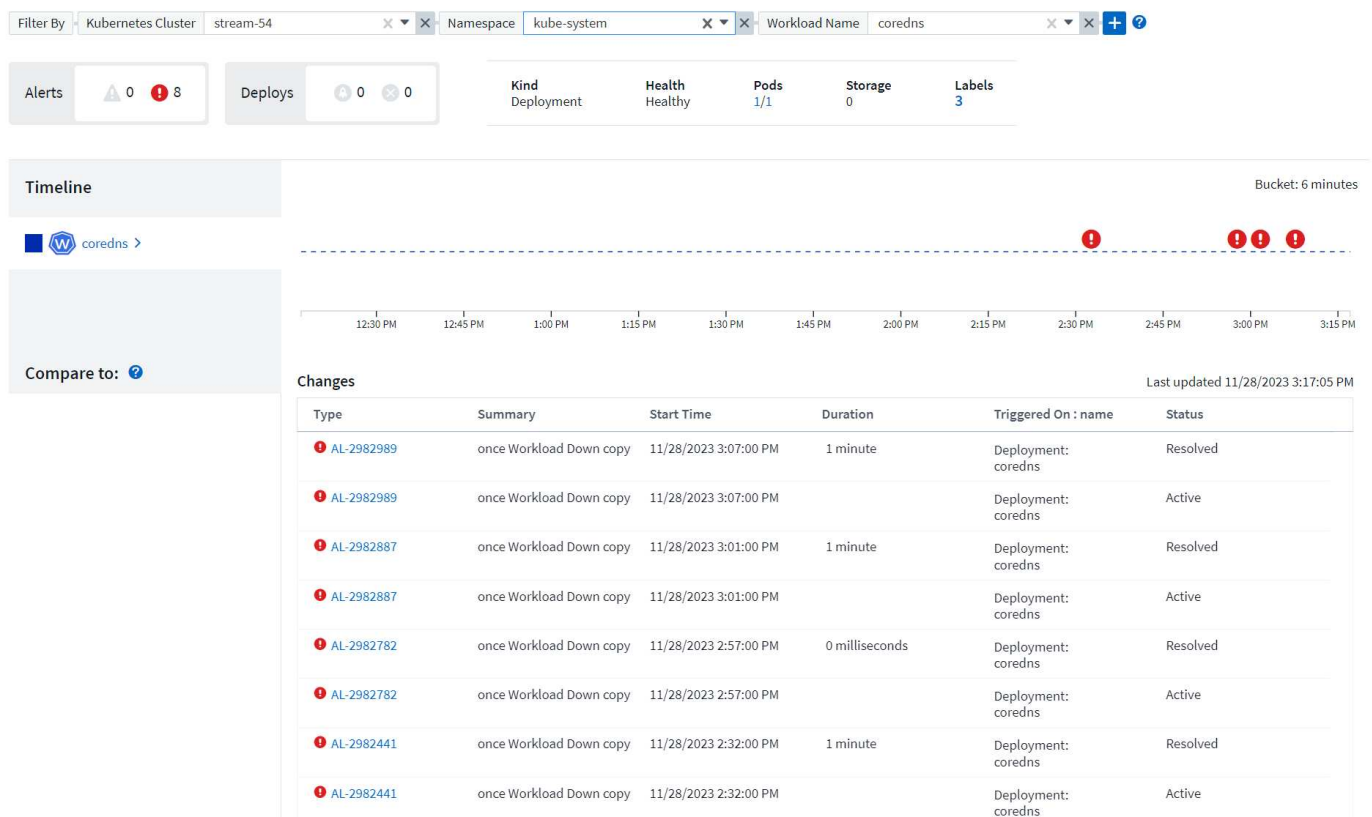 Filter By Kubernetes Cluster stream-54 Namespace kube-system Workload Name coredns
Alerts 0 8 Deploys 0 0
Kind Health Pods Storage Labels
Deployment Healthy 1/1 0 3
Timeline
Bucket: 6 minutes
W coredns
12:30 PM 12:45 PM 1:00 PM 1:15 PM 1:30 PM 1:45 PM 2:00 PM 2:15 PM 2:30 PM 2:45 PM 3:00 PM 3:15 PM
Compare to:
Changes Last updated 11/28/2023 3:17:05 PM
Type Summary Start Time Duration Triggered On : name Status
AL-2982989 once Workload Down copy 11/28/2023 3:07:00 PM 1 minute Deployment: Resolved
coredns
AL-2982989 once Workload Down copy 11/28/2023 3:07:00 PM Deployment: Active
coredns
AL-2982887 once Workload Down copy 11/28/2023 3:01:00 PM 1 minute Deployment: Resolved
coredns
AL-2982887 once Workload Down copy 11/28/2023 3:01:00 PM Deployment: Active
coredns
AL-2982782 once Workload Down copy 11/28/2023 2:57:00 PM 0 milliseconds Deployment: Resolved
coredns
AL-2982782 once Workload Down copy 11/28/2023 2:57:00 PM Deployment: Active
coredns
AL-2982441 once Workload Down copy 11/28/2023 2:32:00 PM 1 minute Deployment: Resolved
coredns
AL-2982441 once Workload Down copy 11/28/2023 2:32:00 PM Deployment: Active
coredns